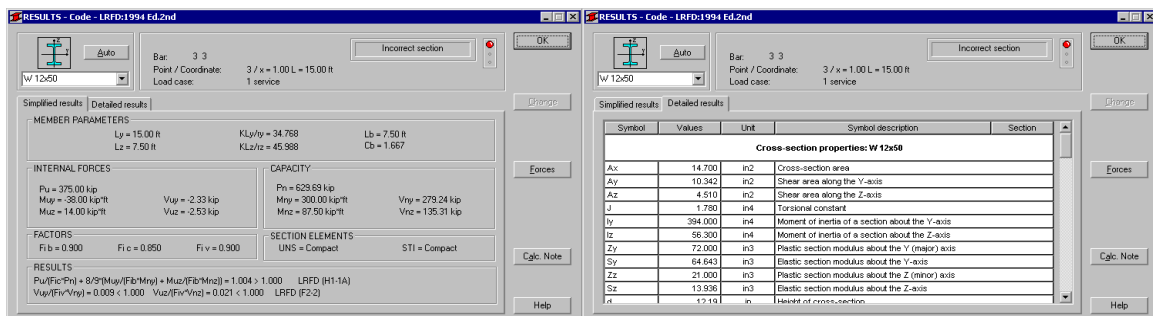 RESULTS - Code - LRFD:1994 Ed.2nd
Auto
W 12x50
Bar: 3 3
Point / Coordinate: 3 / x = 1.00 L = 15.00 ft
Load case: 1 service
Incorrect section
OK
Simplified results Detailed results
Change
MEMBER PARAMETERS
Ly = 15.00 ft KLy/ry = 34.768 Lb = 7.50 ft
Lz = 7.50 ft KLz/rz = 45.988 Cb = 1.667
INTERNAL FORCES
Pu = 375.00 kip
Muy = -38.00 kip*ft Vuy = -2.33 kip
Muz = 14.00 kip*ft Vuz = -2.53 kip
CAPACITY
Pn = 629.69 kip
Mny = 300.00 kip*ft Vny = 279.24 kip
Mnz = 87.50 kip*ft Vnz = 135.31 kip
Forces
FACTORS
Fi b = 0.900 Fi c = 0.850 Fi v = 0.900
SECTION ELEMENTS
UNS = Compact STI = Compact
Calc. Note
RESULTS
Pu/(Fic*Pn) + 8/9*(Muy/(Fib*Mny) + Muz/(Fib*Mnz)) = 1.004 > 1.000 LRFD (H1-1A)
Vuy/(Fiv*Vny) = 0.009 < 1.000 Vuz/(Fiv*Vnz) = 0.021 < 1.000 LRFD (F2-2)
Help
RESULTS - Code - LRFD:1994 Ed.2nd
Auto
W 12x50
Bar: 3 3
Point / Coordinate: 3 / x = 1.00 L = 15.00 ft
Load case: 1 service
Incorrect section
OK
Simplified results Detailed results
Change
Symbol Values Unit Symbol description Section
Cross-section properties: W 12x50
Ax 14.700 in2 Cross-section area
Ay 10.342 in2 Shear area along the Y-axis
Az 4.510 in2 Shear area along the Z-axis
J 1.780 in4 Torsional constant
Iy 394.000 in4 Moment of inertia of a section about the Y-axis
Iz 56.300 in4 Moment of inertia of a section about the Z-axis
Zy 72.000 in3 Plastic section modulus about the Y (major) axis
Sy 64.643 in3 Elastic section modulus about the Y-axis
Zz 21.000 in3 Plastic section modulus about the Z (minor) axis
Sz 13.936 in3 Elastic section modulus about the Z-axis
d 12.19 in Height of cross-section
Forces
Calc. Note
Help